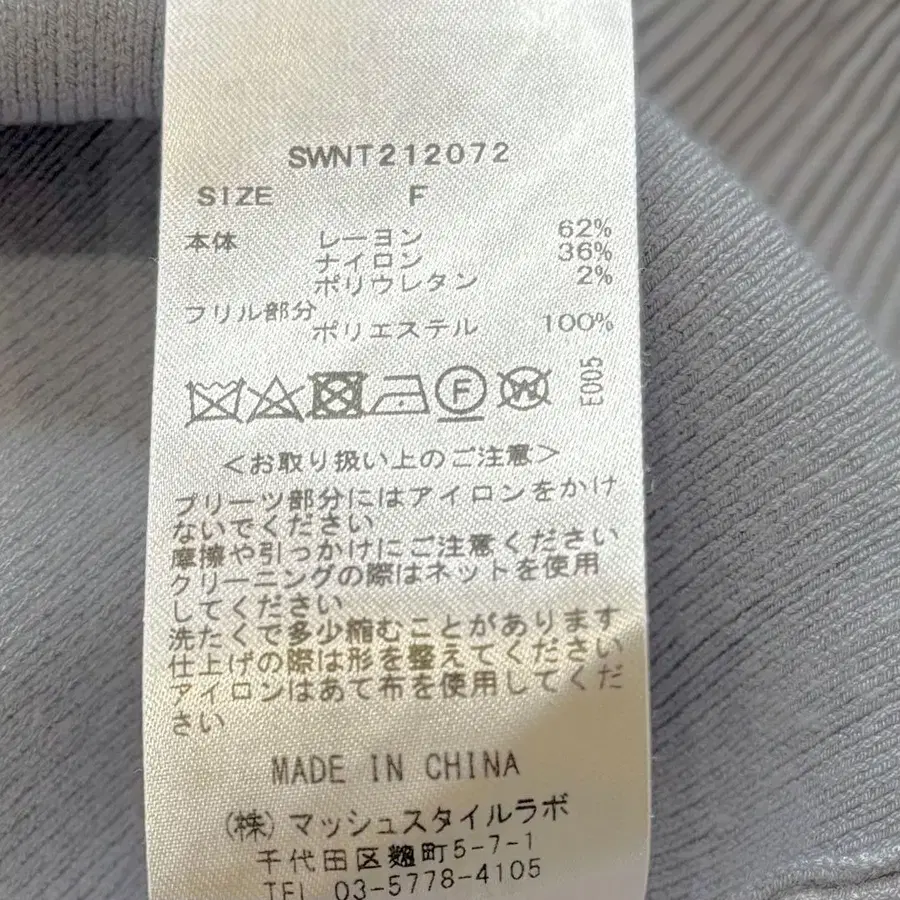 SWNT212072
SIZE F
本体 レーヨン 62%
ナイロン 36%
ポリウレタン 2%
フリル部分
ポリエステル 100%
F W E005
<お取り扱い上のご注意>
プリーツ部分にはアイロンをかけ
ないでください
摩擦や引っかけにご注意ください
クリーニングの際はネットを使用
してください
洗たくで多少縮むことがあります
仕上げの際は形を整えてください
アイロンはあて布を使用してくだ
さい
MADE IN CHINA
(株)マッシュスタイルラボ
千代田区麹町5-7-1
TEL 03-5778-4105